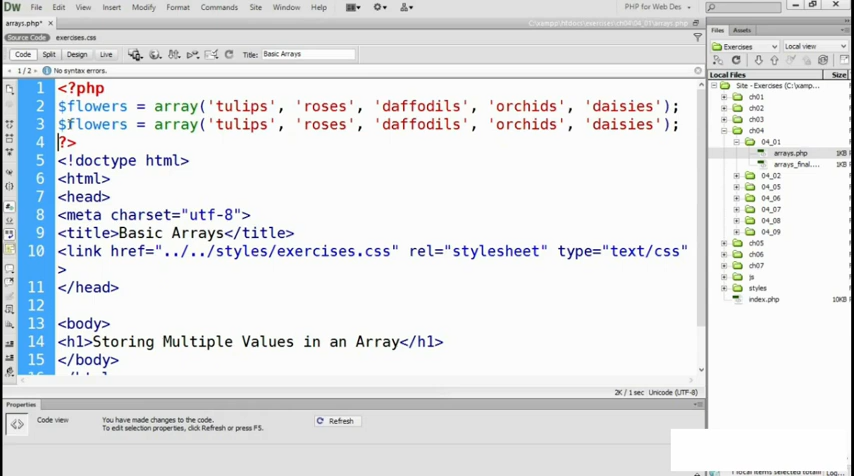 Dw File Edit View Insert Modify Format Commands Site Window Help PHP for Web Dev
arrays.php*
Source Code exercises.css
Code Split Design Live Title: Basic Arrays
1 / 2 No syntax errors.
1 <?php
2 $flowers = array('tulips', 'roses', 'daffodils', 'orchids', 'daisies');
3 $flowers = array('tulips', 'roses', 'daffodils', 'orchids', 'daisies');
4 ?>
5 <!doctype html>
6 <html>
7 <head>
8 <meta charset="utf-8">
9 <title>Basic Arrays</title>
10 <link href="../../styles/exercises.css" rel="stylesheet" type="text/css"
>
11 </head>
12
13 <body>
14 <h1>Storing Multiple Values in an Array</h1>
15 </body>
2K / 1 sec Unicode (UTF-8)
Properties
Code view
You have made changes to the code.
To edit selection properties, click Refresh or press F5.
Refresh
Files Assets
Exercises Local view
Local Files Size
Site - Exercises (C:\xamp...
ch01
ch02
ch03
ch04
04_01
arrays.php 1KB
arrays_final.... 1KB
04_02
04_05
04_06
04_07
04_08
04_09
ch05
ch06
ch07
js
styles
index.php 10KB